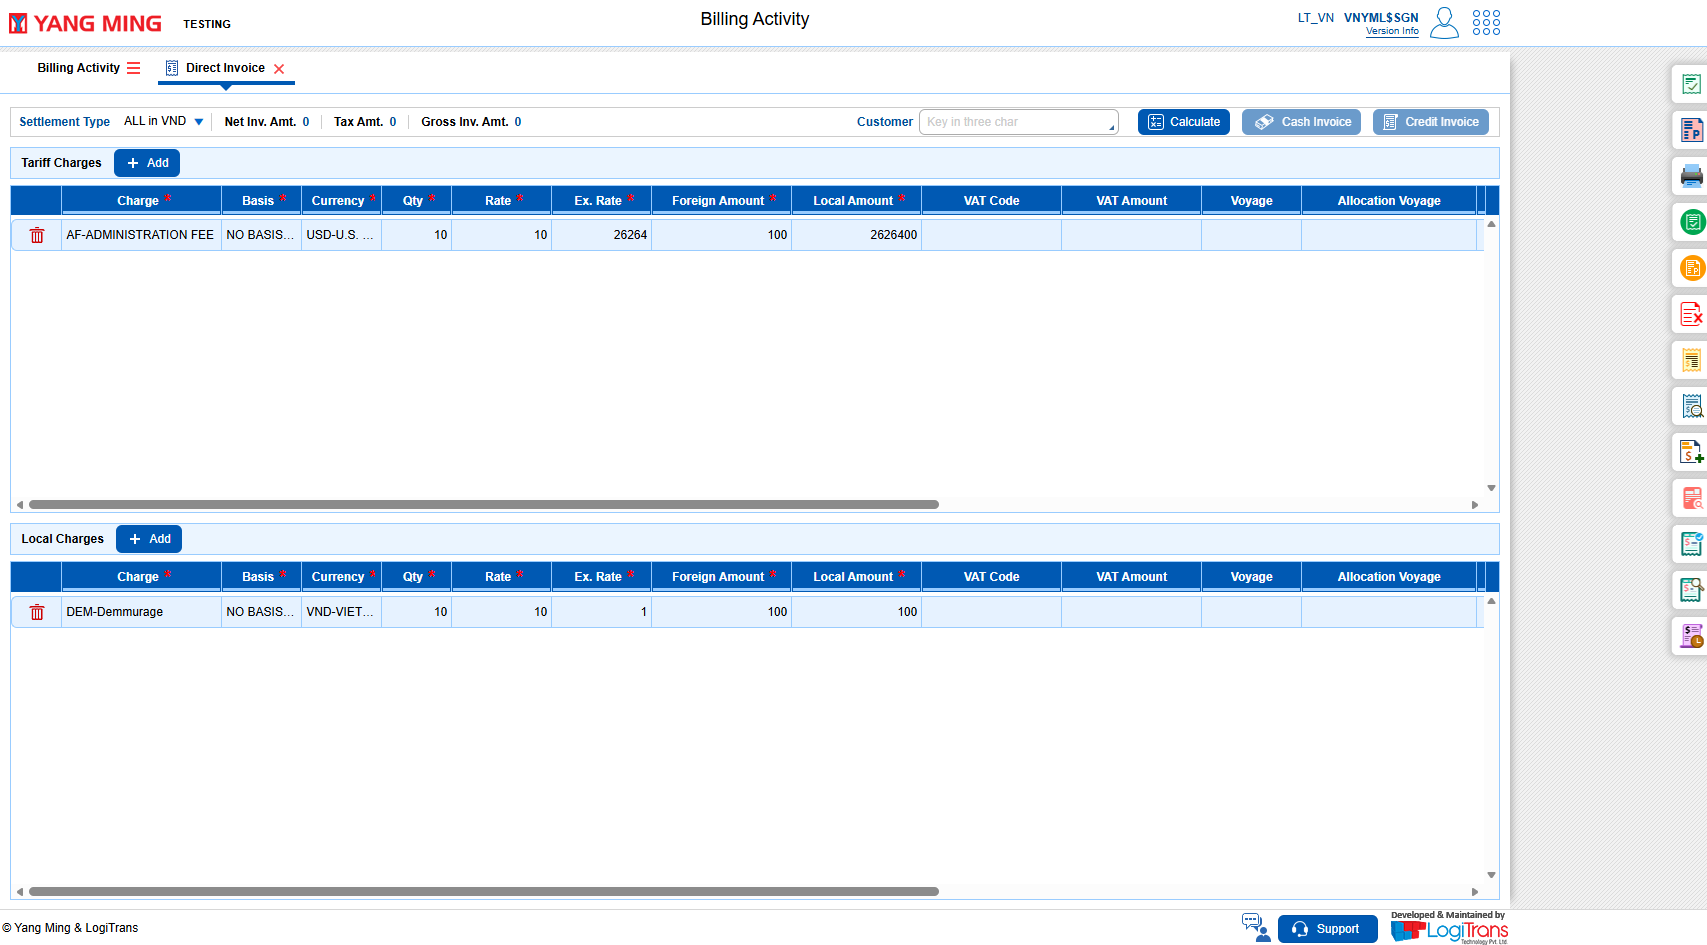 YANG MING TESTING
Billing Activity
LT_VN VNYML$SGN
Version Info
Billing Activity
Direct Invoice
Settlement Type ALL in VND Net Inv. Amt. 0 Tax Amt. 0 Gross Inv. Amt. 0 Customer Key in three char Calculate Cash Invoice Credit Invoice
Tariff Charges + Add
Charge * Basis * Currency * Qty * Rate * Ex. Rate * Foreign Amount * Local Amount * VAT Code VAT Amount Voyage Allocation Voyage
AF-ADMINISTRATION FEE NO BASIS... USD-U.S. ... 10 10 26264 100 2626400
Local Charges + Add
Charge * Basis * Currency * Qty * Rate * Ex. Rate * Foreign Amount * Local Amount * VAT Code VAT Amount Voyage Allocation Voyage
DEM-Demmurage NO BASIS... VND-VIET... 10 10 1 100 100
© Yang Ming & LogiTrans
Support
Developed & Maintained by
LogiTrans
Technology Pvt. Ltd.